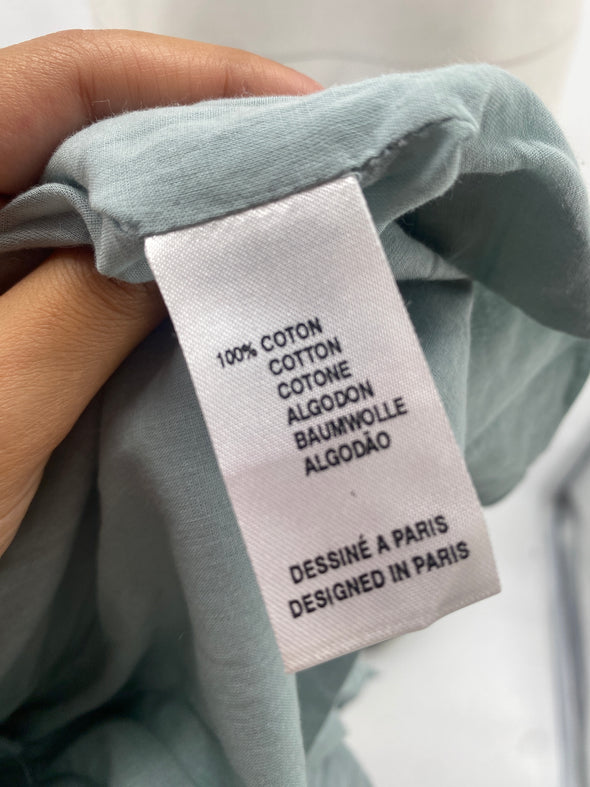 100% COTON
COTTON
COTONE
ALGODON
BAUMWOLLE
ALGODÃO
DESSINÉ A PARIS
DESIGNED IN PARIS